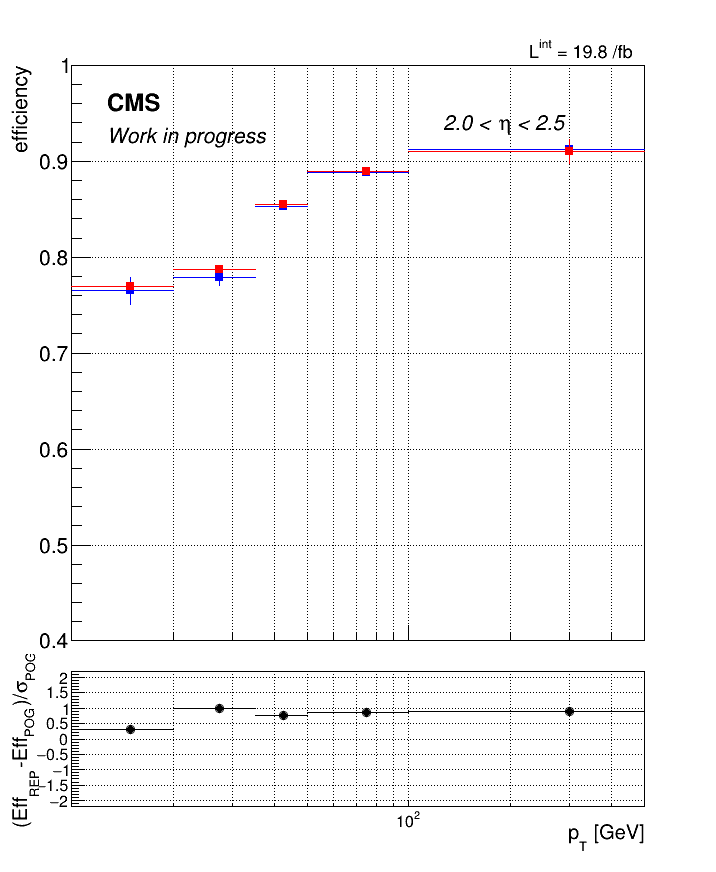 L^int = 19.8 /fb
efficiency
1
CMS
Work in progress
2.0 < η < 2.5
0.9
0.8
0.7
0.6
0.5
0.4
(Eff_REP -Eff_POG)/σ_POG
2
1.5
1
0.5
0
−0.5
−1
−1.5
−2
10^2
p_T [GeV]